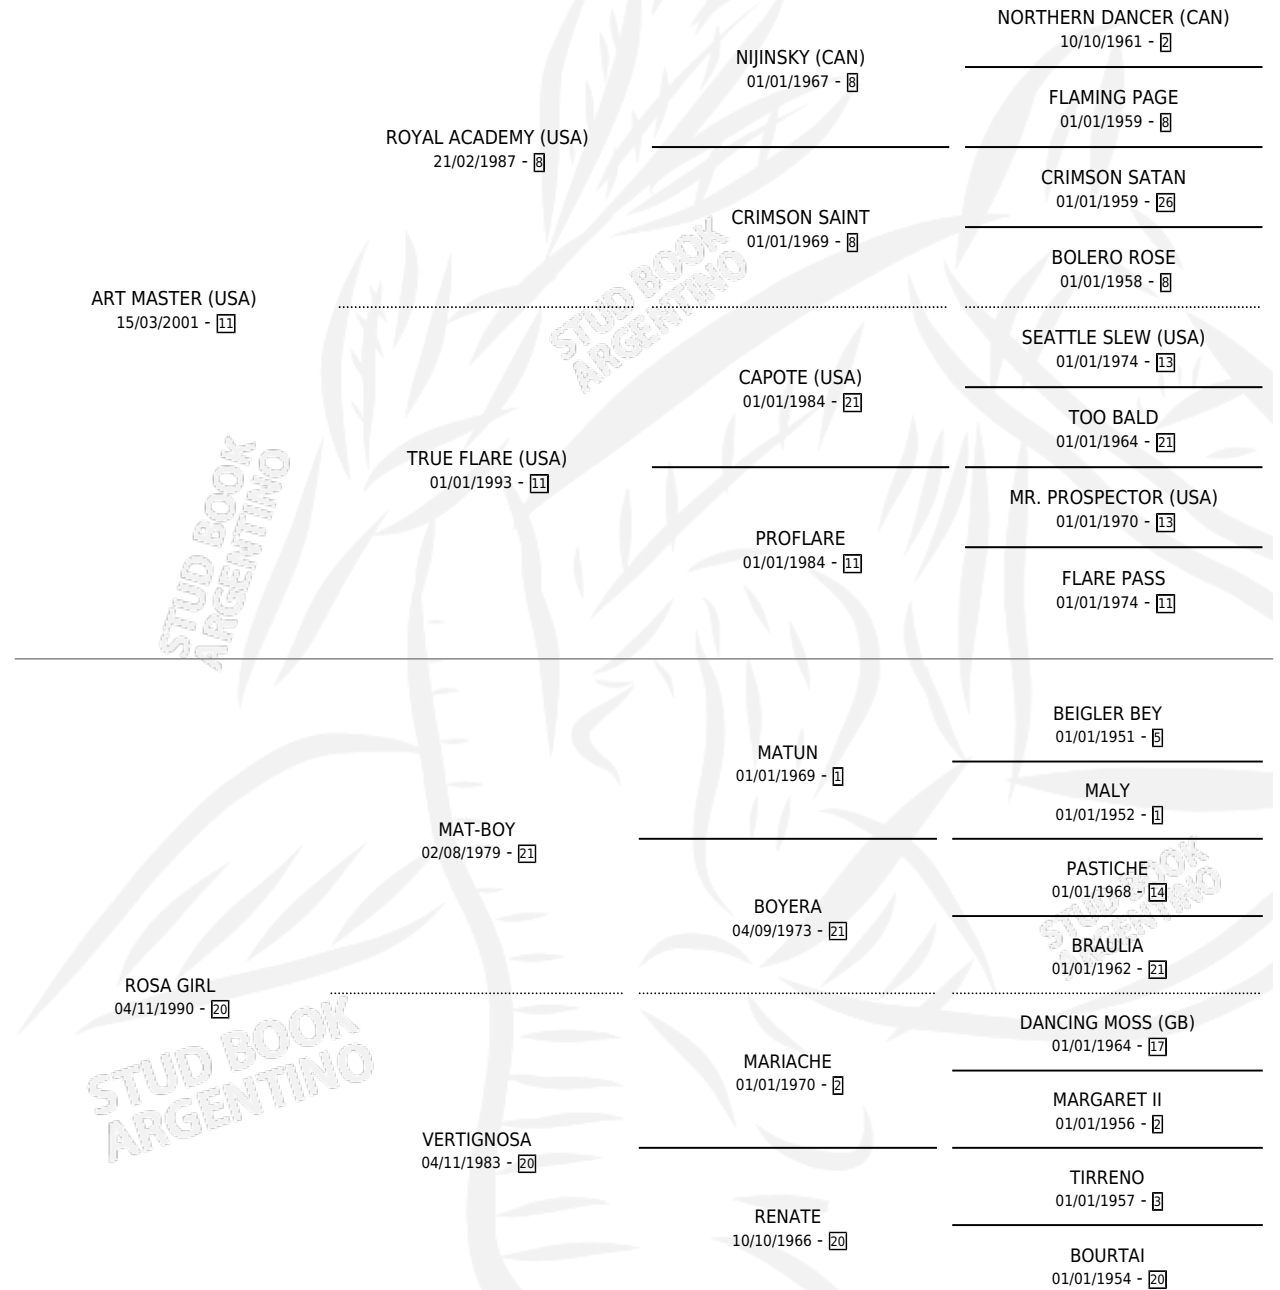 NORTHERN DANCER (CAN)
10/10/1961 - 2
NIJINSKY (CAN)
01/01/1967 - 8
FLAMING PAGE
01/01/1959 - 8
ROYAL ACADEMY (USA)
21/02/1987 - 8
CRIMSON SATAN
01/01/1959 - 26
CRIMSON SAINT
01/01/1969 - 8
BOLERO ROSE
01/01/1958 - 8
ART MASTER (USA)
15/03/2001 - 11
SEATTLE SLEW (USA)
01/01/1974 - 13
CAPOTE (USA)
01/01/1984 - 21
TOO BALD
01/01/1964 - 21
TRUE FLARE (USA)
01/01/1993 - 11
MR. PROSPECTOR (USA)
01/01/1970 - 13
PROFLARE
01/01/1984 - 11
FLARE PASS
01/01/1974 - 11
BEIGLER BEY
01/01/1951 - 5
MATUN
01/01/1969 - 1
MALY
01/01/1952 - 1
MAT-BOY
02/08/1979 - 21
PASTICHE
01/01/1968 - 14
BOYERA
04/09/1973 - 21
BRAULIA
01/01/1962 - 21
ROSA GIRL
04/11/1990 - 20
DANCING MOSS (GB)
01/01/1964 - 17
MARIACHE
01/01/1970 - 2
MARGARET II
01/01/1956 - 2
VERTIGNOSA
04/11/1983 - 20
TIRRENO
01/01/1957 - 3
RENATE
10/10/1966 - 20
BOURTAI
01/01/1954 - 20
STUD BOOK
ARGENTINO
STUD BOOK
ARGENTINO
STUD BOOK
ARGENTINO
STUD BOOK
ARGENTINO